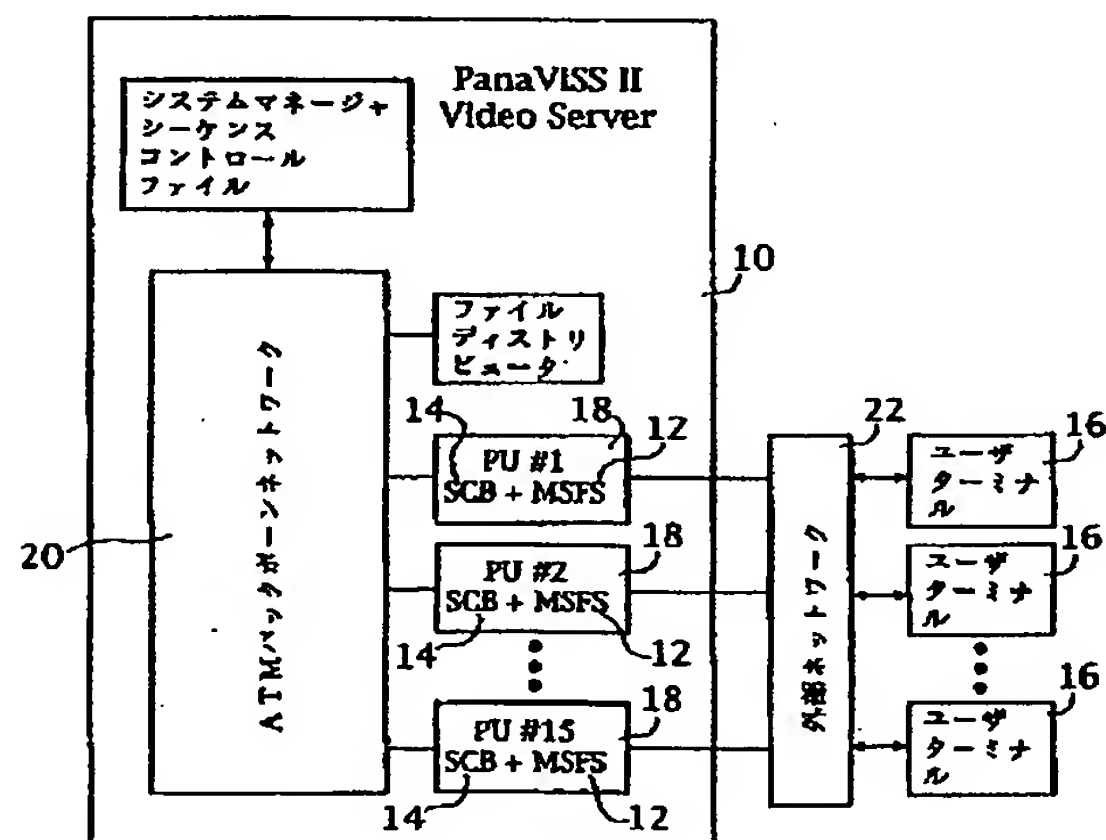 PanaVISS II
Video Server
システムマネージャ
シーケンス
コントロール
ファイル
10
ファイル
ディストリ
ビュータ
ATMバックボーンネットワーク
20
14
18
12
PU #1
SCB + MSFS
18
PU #2
SCB + MSFS
14
12
18
PU #15
SCB + MSFS
14
12
22
外部ネットワーク
16
ユーザ
ターミナ
ル
16
ユーザ
ターミナ
ル
16
ユーザ
ターミナ
ル